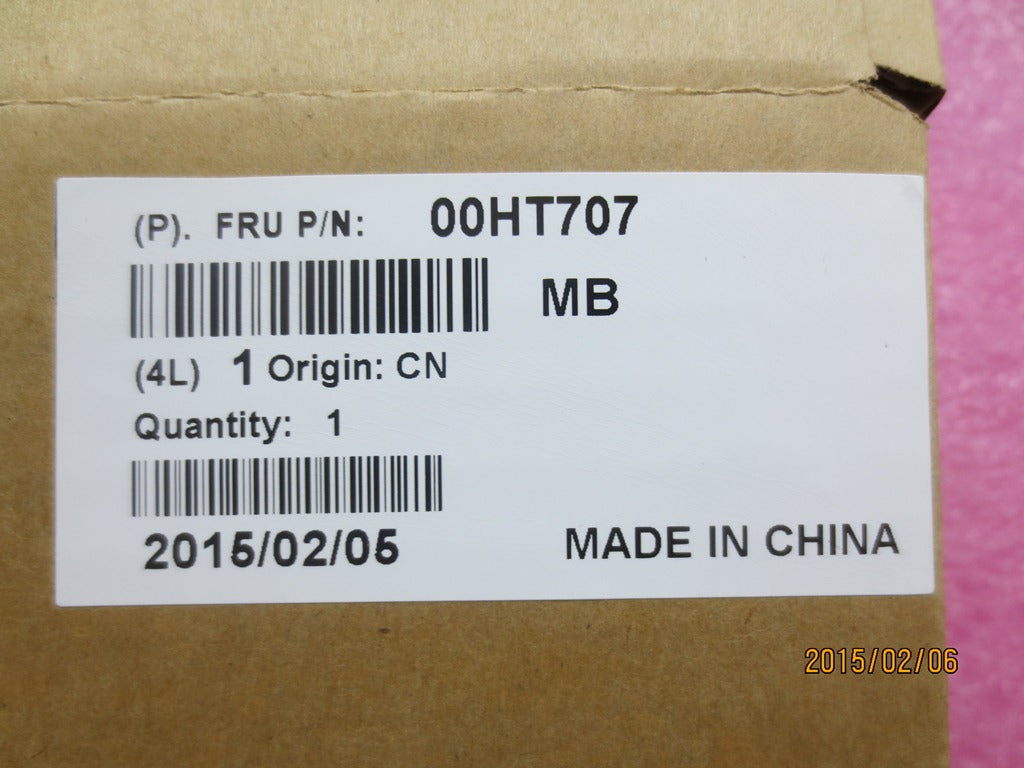 (P). FRU P/N: 00HT707
MB
(4L) 1 Origin: CN
Quantity: 1
2015/02/05
MADE IN CHINA
2015/02/06